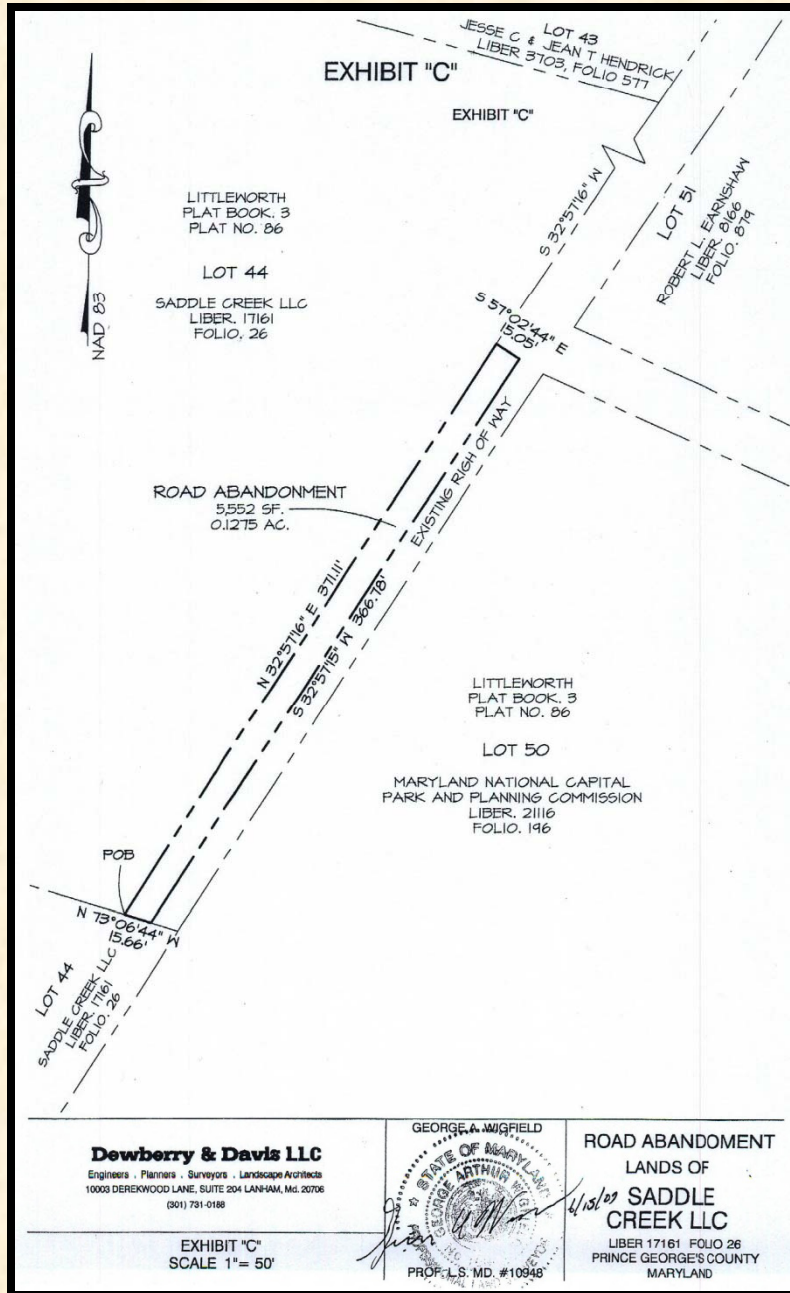 LOT 43
JESSE C & JEAN T HENDRICK
LIBER 3703, FOLIO 577
EXHIBIT "C"
EXHIBIT "C"
NAD 83
LITTLEWORTH
PLAT BOOK. 3
PLAT NO. 86
LOT 44
SADDLE CREEK LLC
LIBER. 17161
FOLIO. 26
S 32°57'16" W
LOT 51
ROBERT L. EARNSHAW
LIBER. 8166
FOLIO. 879
S 57°02'44" E
15.05'
ROAD ABANDONMENT
5,552 SF.
0.1275 AC.
EXISTING RIGH OF WAY
N 32°57'16" E 371.11'
S 32°57'15" W 366.78'
LITTLEWORTH
PLAT BOOK. 3
PLAT NO. 86
LOT 50
MARYLAND NATIONAL CAPITAL
PARK AND PLANNING COMMISSION
LIBER. 21116
FOLIO. 196
POB
N 73°06'44" W
15.66'
LOT 44
SADDLE CREEK LLC
LIBER. 17161
FOLIO. 26
Dewberry & Davis LLC
Engineers . Planners . Surveyors . Landscape Architects
10003 DEREKWOOD LANE, SUITE 204 LANHAM, Md. 20706
(301) 731-0188
EXHIBIT "C"
SCALE 1"= 50'
GEORGE A. WIGFIELD
STATE OF MARYLAND
GEORGE ARTHUR
PROF. L.S. MD. #10948
ROAD ABANDOMENT
LANDS OF
SADDLE
CREEK LLC
LIBER 17161 FOLIO 26
PRINCE GEORGE'S COUNTY
MARYLAND